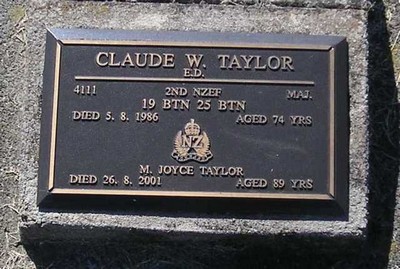 CLAUDE W. TAYLOR
E.D.
4111 2ND NZEF MAJ.
19 BTN 25 BTN
DIED 5. 8. 1986 AGED 74 YRS
NZ
M. JOYCE TAYLOR
DIED 26. 8. 2001 AGED 89 YRS